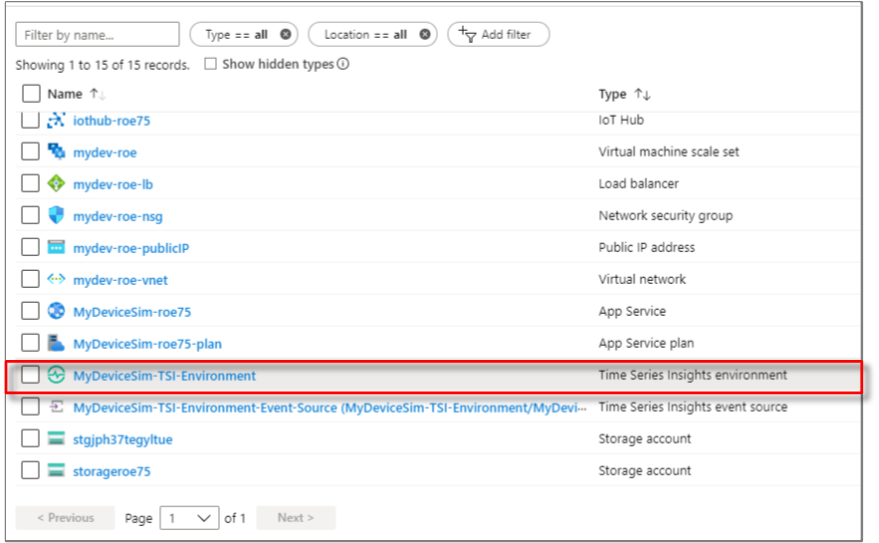 Filter by name...
Type == all
Location == all
Add filter
Showing 1 to 15 of 15 records.
Show hidden types
Name ↑↓
Type ↑↓
iothub-roe75
IoT Hub
mydev-roe
Virtual machine scale set
mydev-roe-lb
Load balancer
mydev-roe-nsg
Network security group
mydev-roe-publicIP
Public IP address
mydev-roe-vnet
Virtual network
MyDeviceSim-roe75
App Service
MyDeviceSim-roe75-plan
App Service plan
MyDeviceSim-TSI-Environment
Time Series Insights environment
MyDeviceSim-TSI-Environment-Event-Source (MyDeviceSim-TSI-Environment/MyDevi...
Time Series Insights event source
stgjph37tegyltue
Storage account
storageroe75
Storage account
< Previous
Page 1 of 1
Next >